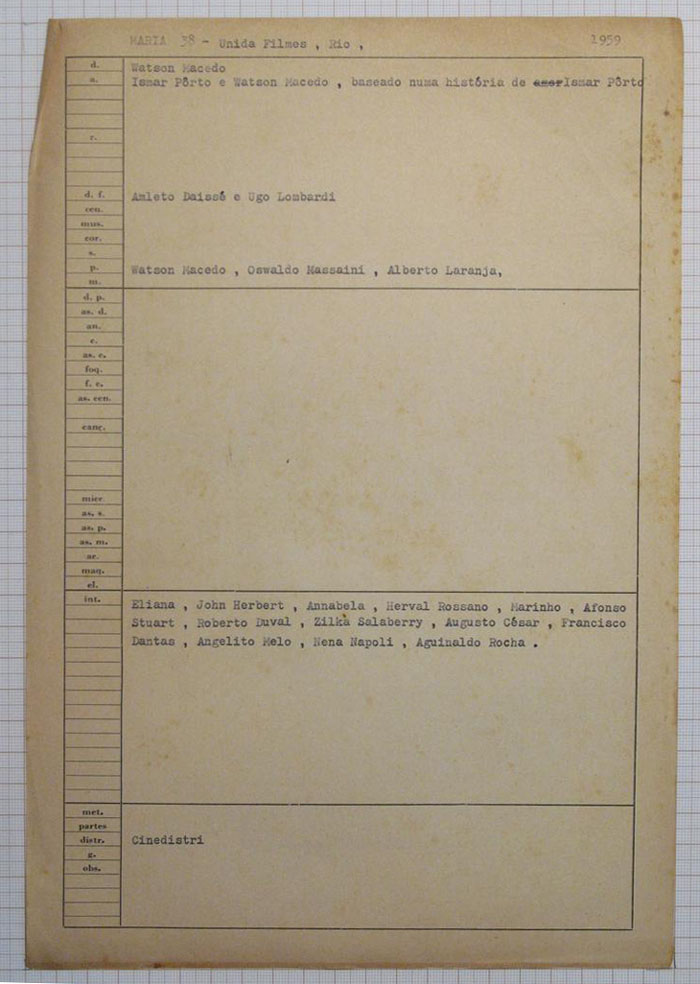 MARIA 38 - Unida Filmes , Rio , 1959
d. Watson Macedo
a. Ismar Pôrto e Watson Macedo , baseado numa história de amorIsmar Pôrto
r.
d. f. Amleto Daissé e Ugo Lombardi
cen.
mus.
cor.
s.
p. Watson Macedo , Oswaldo Massaini , Alberto Laranja,
m.
d. p.
as. d.
an.
c.
as. c.
foq.
f. c.
as. cen.
canç.
micr.
as. s.
as. p.
as. m.
ac.
maq.
el.
int. Eliana , John Herbert , Annabela , Herval Rossano , Marinho , Afonso
Stuart , Roberto Duval , Zilka Salaberry , Augusto César , Francisco
Dantas , Angelito Melo , Nena Napoli , Aguinaldo Rocha .
met.
partes
distr. Cinedistri
g.
obs.